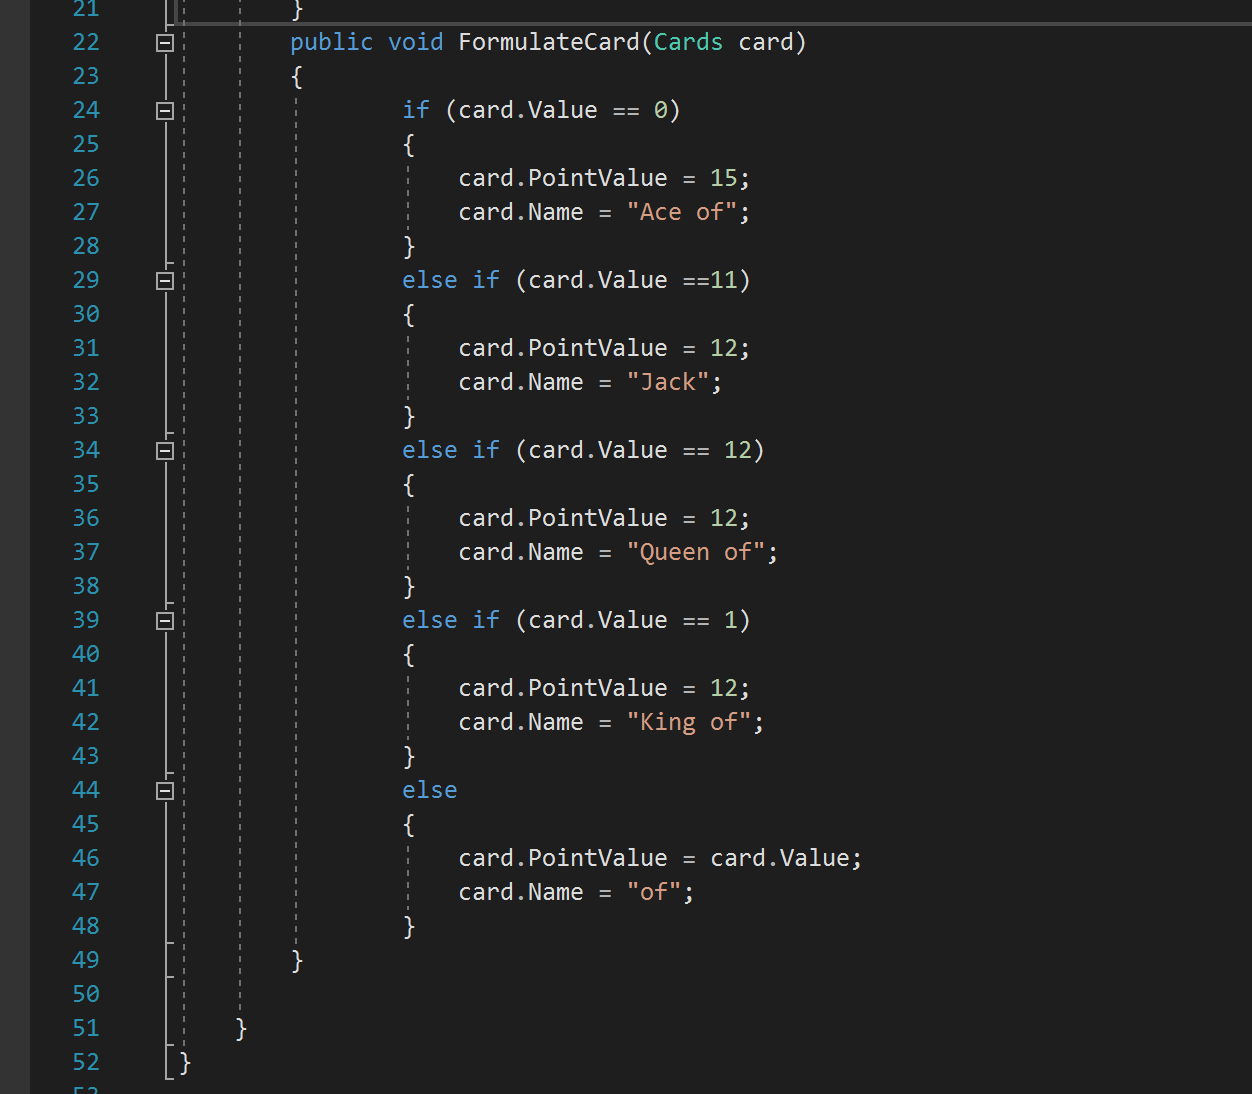 21 }
22 public void FormulateCard(Cards card)
23 {
24 if (card.Value == 0)
25 {
26 card.PointValue = 15;
27 card.Name = "Ace of";
28 }
29 else if (card.Value ==11)
30 {
31 card.PointValue = 12;
32 card.Name = "Jack";
33 }
34 else if (card.Value == 12)
35 {
36 card.PointValue = 12;
37 card.Name = "Queen of";
38 }
39 else if (card.Value == 1)
40 {
41 card.PointValue = 12;
42 card.Name = "King of";
43 }
44 else
45 {
46 card.PointValue = card.Value;
47 card.Name = "of";
48 }
49 }
50
51 }
52 }
53